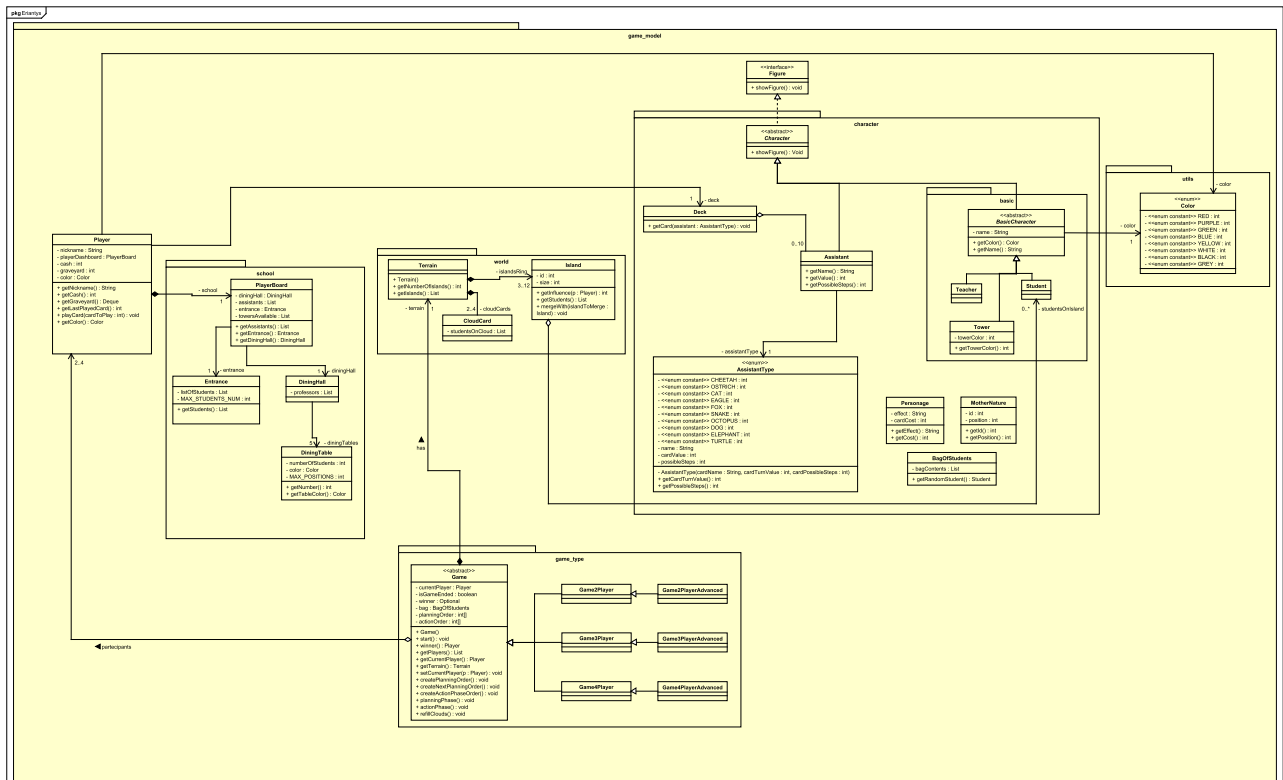 pkg Eriantys
game_model
<<interface>>
Figure
+ showFigure() : void
character
<<abstract>>
Character
+ showFigure() : Void
utils
- color
<<enum>>
Color
- <<enum constant>> RED : int
- <<enum constant>> PURPLE : int
- <<enum constant>> GREEN : int
- <<enum constant>> BLUE : int
- <<enum constant>> YELLOW : int
- <<enum constant>> WHITE : int
- <<enum constant>> BLACK : int
- <<enum constant>> GREY : int
basic
<<abstract>>
BasicCharacter
- name : String
+ getColor() : Color
+ getName() : String
- color
1
Teacher
Student
0..*
- studentsOnIsland
Tower
- towerColor : int
+ getTowerColor() : int
1
- deck
Deck
+ getCard(assistant : AssistantType) : void
0..10
Assistant
+ getName() : String
+ getValue() : int
+ getPossibleSteps() : int
- assistantType
1
<<enum>>
AssistantType
- <<enum constant>> CHEETAH : int
- <<enum constant>> OSTRICH : int
- <<enum constant>> CAT : int
- <<enum constant>> EAGLE : int
- <<enum constant>> FOX : int
- <<enum constant>> SNAKE : int
- <<enum constant>> OCTOPUS : int
- <<enum constant>> DOG : int
- <<enum constant>> ELEPHANT : int
- <<enum constant>> TURTLE : int
- name : String
- cardValue : int
- possibleSteps : int
- AssistantType(cardName : String, cardTurnValue : int, cardPossibleSteps : int)
+ getCardTurnValue() : int
+ getPossibleSteps() : int
Personage
- effect : String
- cardCost : int
+ getEffect() : String
+ getCost() : int
MotherNature
- id : int
- position : int
+ getId() : int
+ getPosition() : int
BagOfStudents
- bagContents : List
+ getRandomStudent() : Student
Player
- nickname : String
- playerDashboard : PlayerBoard
- cash : int
- graveyard : int
- color : Color
+ getNickname() : String
+ getCash() : int
+ getGraveyard() : Deque
+ getLastPlayedCard() : int
+ playCard(cardToPlay : int) : void
+ getColor() : Color
2..4
school
- school
1
PlayerBoard
- diningHall : DiningHall
- assistants : List
- entrance : Entrance
- towersAvailable : List
+ getAssistants() : List
+ getEntrance() : Entrance
+ getDiningHall() : DiningHall
1
- entrance
1
- diningHall
Entrance
- listOfStudents : List
- MAX_STUDENTS_NUM : int
+ getStudents() : List
DiningHall
- professors : List
5
- diningTables
DiningTable
- numberOfStudents : int
- color : Color
- MAX_POSITIONS : int
+ getNumber() : int
+ getTableColor() : Color
world
Terrain
+ Terrain()
+ getNumberOfIslands() : int
+ getIslands() : List
- islandsRing
3..12
Island
- id : int
- size : int
+ getInfluence(p : Player) : int
+ getStudents() : List
+ mergeWith(islandToMerge : Island) : void
- terrain
1
2..4
- cloudCards
CloudCard
- studentsOnCloud : List
has
game_type
<<abstract>>
Game
- currentPlayer : Player
- isGameEnded : boolean
- winner : Optional
- bag : BagOfStudents
- planningOrder : int[]
- actionOrder : int[]
+ Game()
+ start() : void
+ winner() : Player
+ getPlayers() : List
+ getCurrentPlayer() : Player
+ getTerrain() : Terrain
+ setCurrentPlayer(p : Player) : void
+ createPlanningOrder() : void
+ createNextPlanningOrder() : void
+ createActionPhaseOrder() : void
+ planningPhase() : void
+ actionPhase() : void
+ refillClouds() : void
Game2Player
Game2PlayerAdvanced
Game3Player
Game3PlayerAdvanced
Game4Player
Game4PlayerAdvanced
partecipants